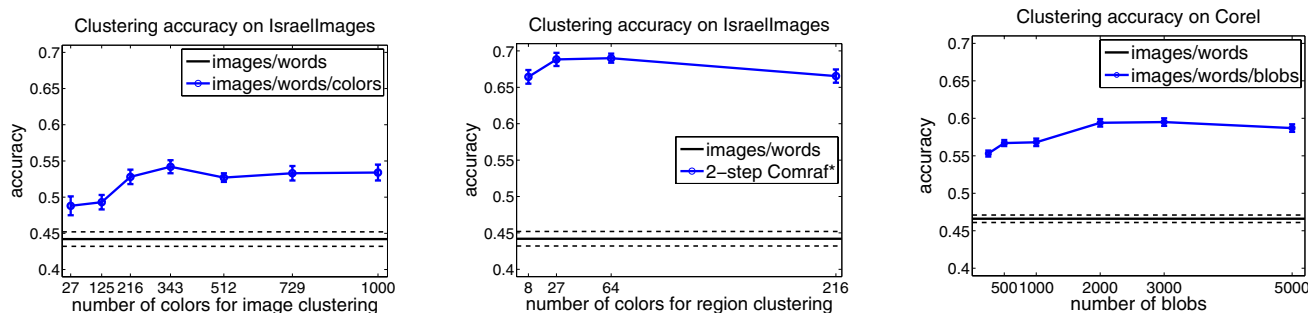 Clustering accuracy on IsraelImages
0.7
0.65
0.6
0.55
0.5
0.45
0.4
accuracy
images/words
images/words/colors
27 125 216 343 512 729 1000
number of colors for image clustering
Clustering accuracy on IsraelImages
0.7
0.65
0.6
0.55
0.5
0.45
0.4
accuracy
images/words
2−step Comraf*
8 27 64 216
number of colors for region clustering
Clustering accuracy on Corel
0.7
0.65
0.6
0.55
0.5
0.45
0.4
accuracy
images/words
images/words/blobs
500 1000 2000 3000 5000
number of blobs